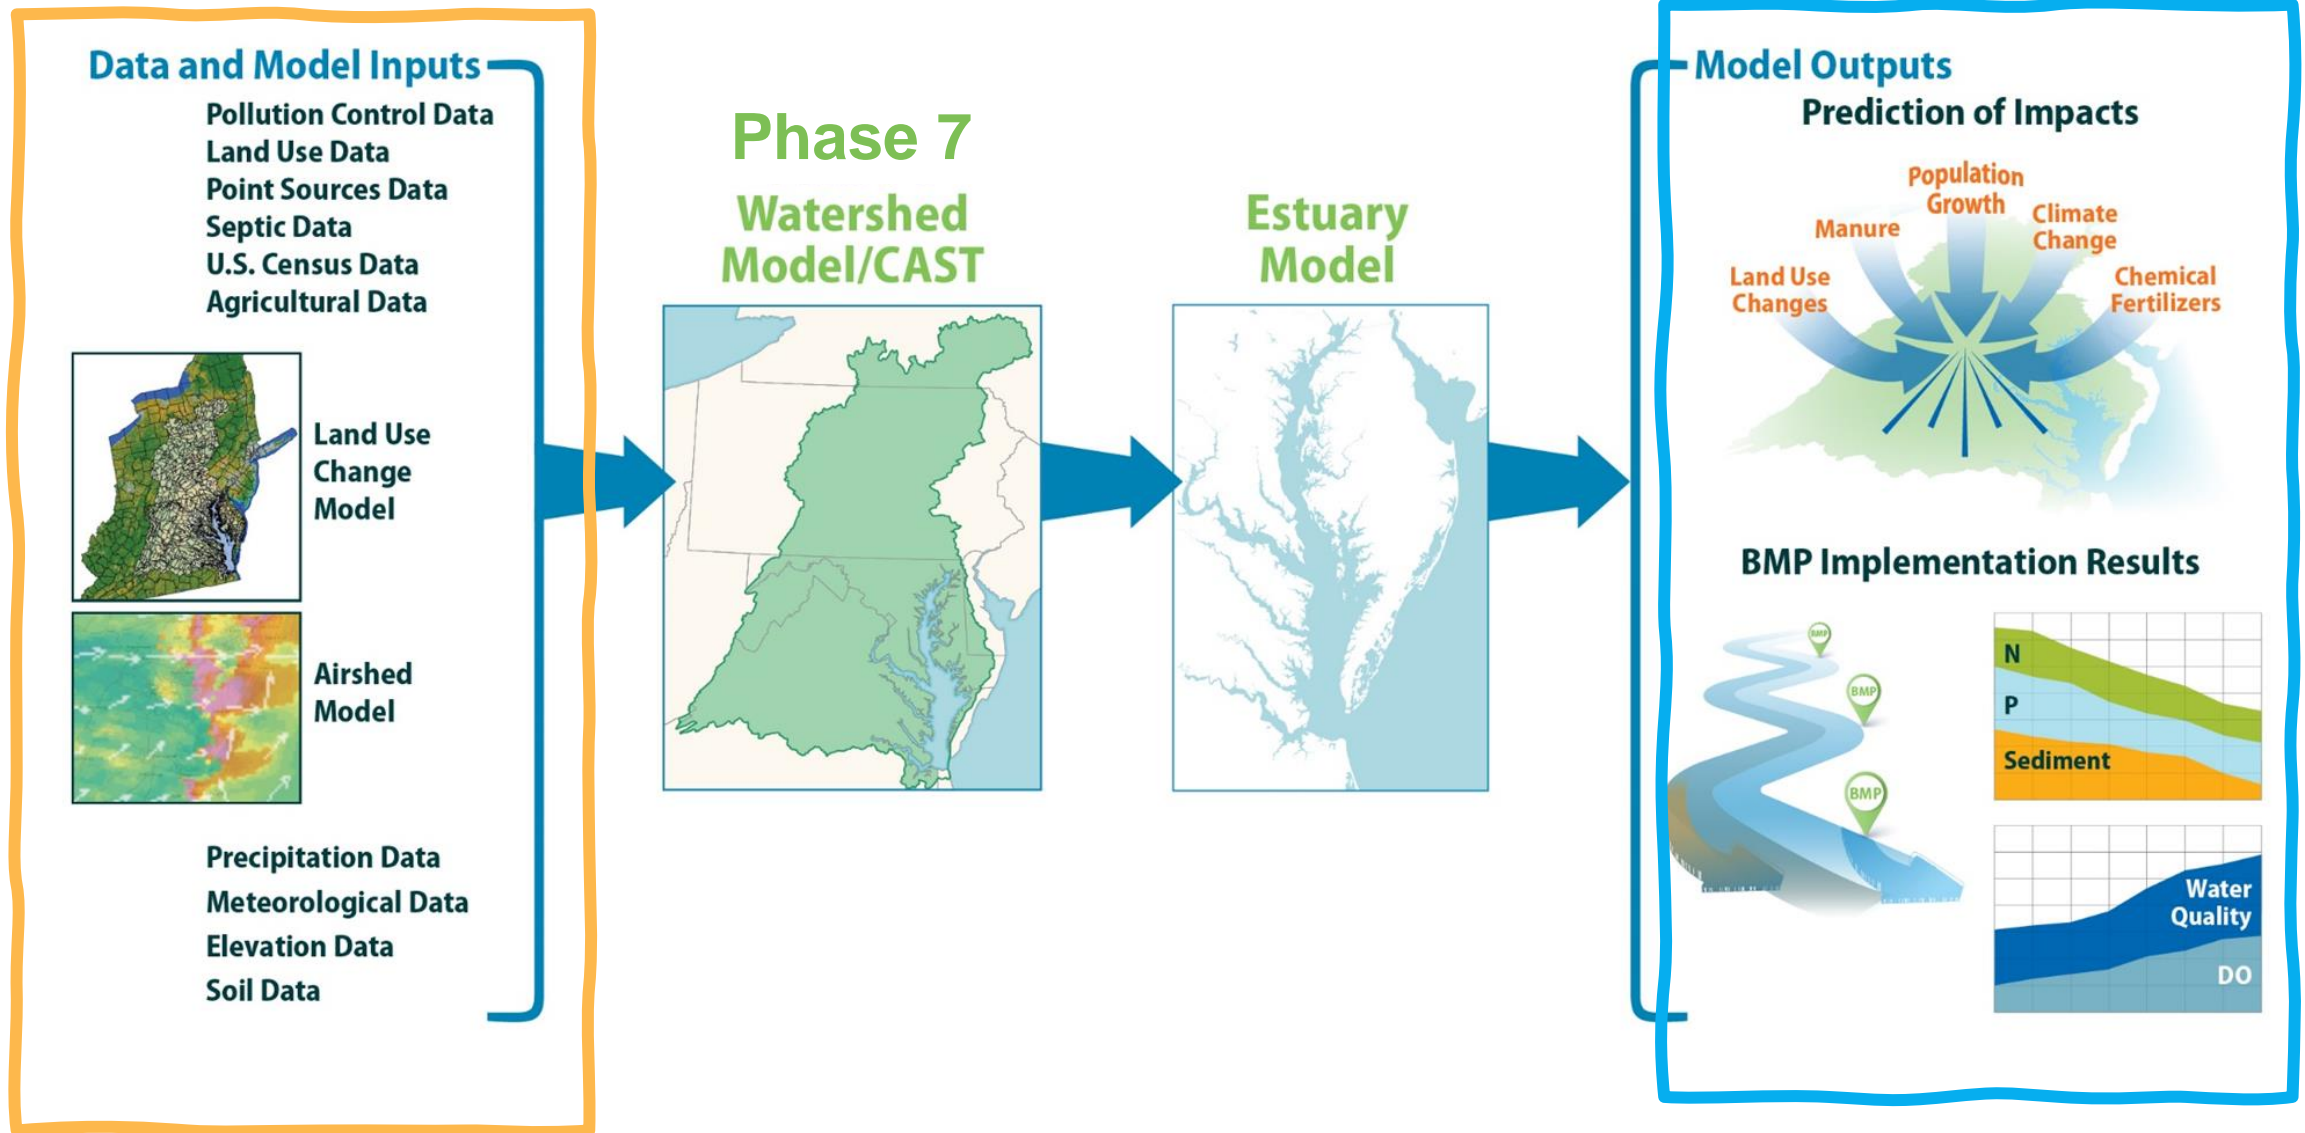 Data and Model Inputs
Pollution Control Data
Land Use Data
Point Sources Data
Septic Data
U.S. Census Data
Agricultural Data
Land Use
Change
Model
Airshed
Model
Precipitation Data
Meteorological Data
Elevation Data
Soil Data
Phase 7
Watershed
Model/CAST
Estuary
Model
Model Outputs
Prediction of Impacts
Population
Growth
Manure
Climate
Change
Land Use
Changes
Chemical
Fertilizers
BMP Implementation Results
BMP
BMP
BMP
N
P
Sediment
Water
Quality
DO